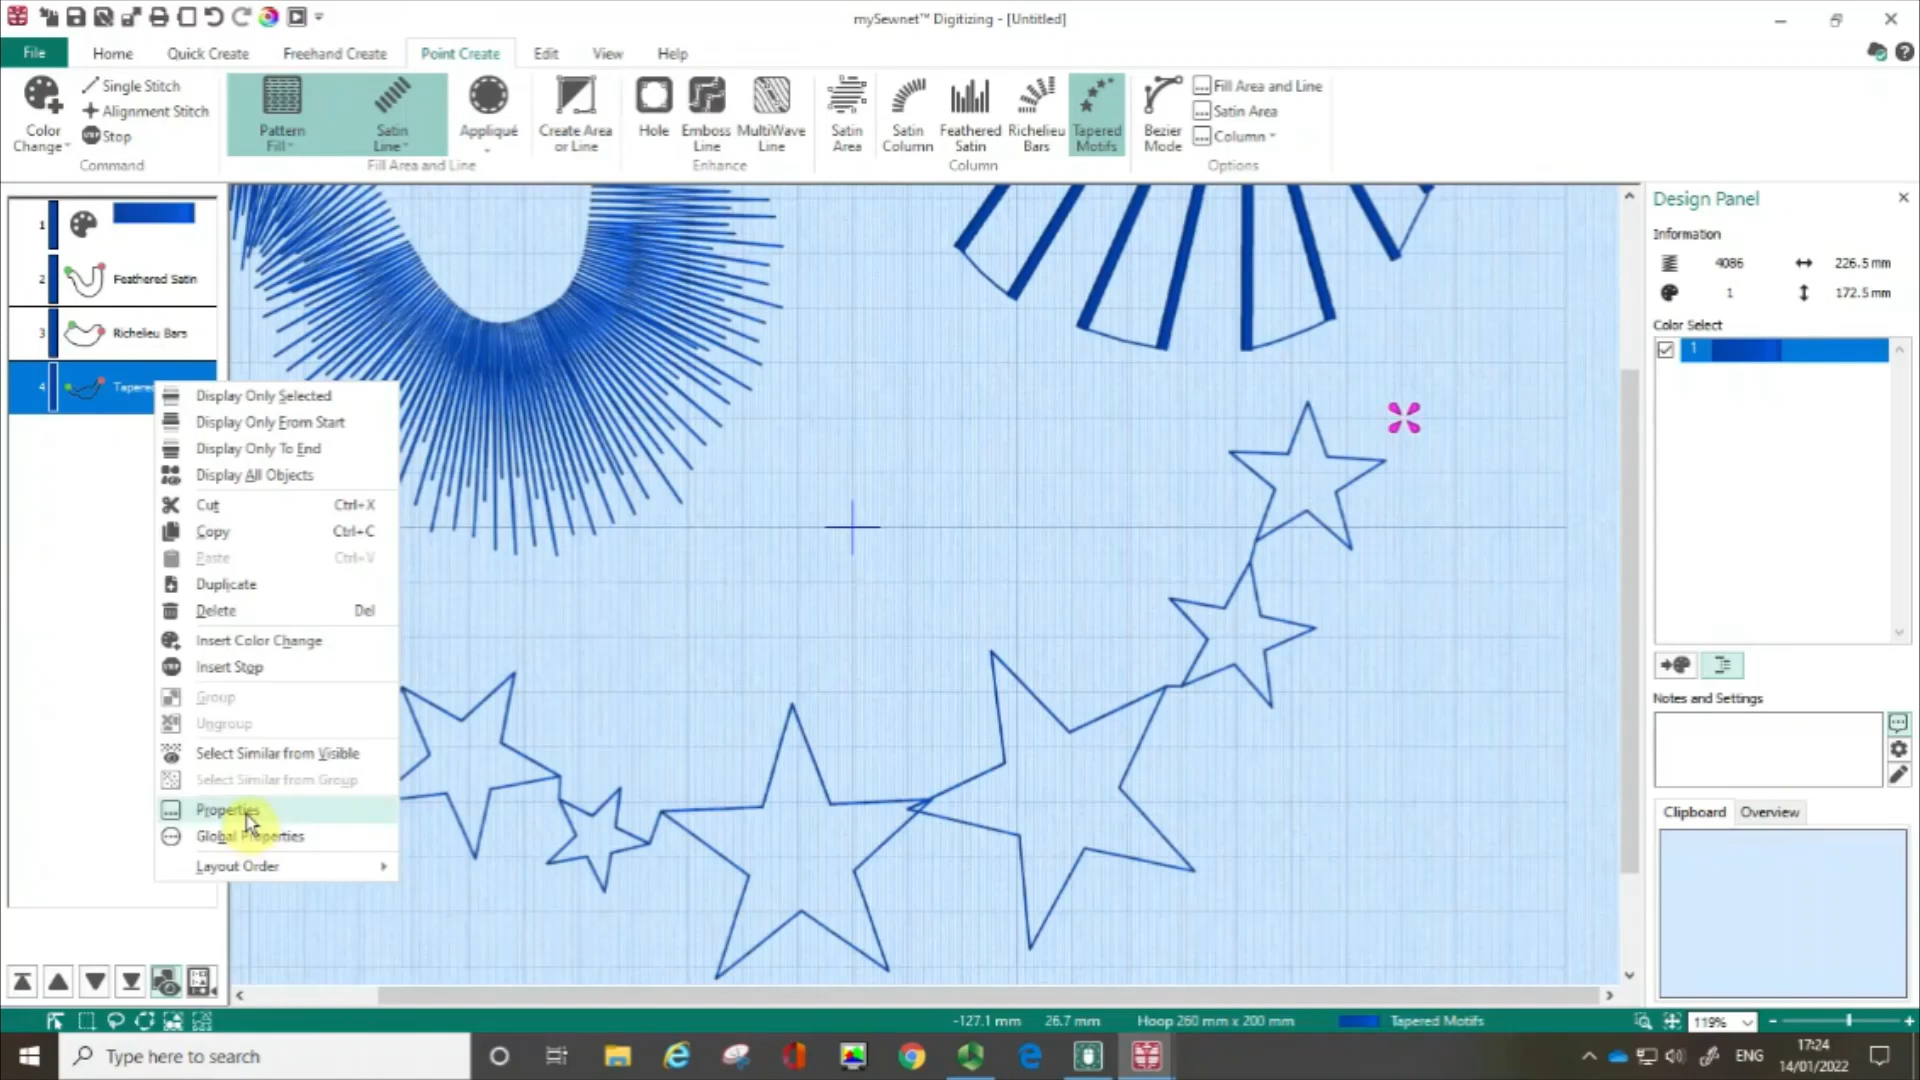 mySewnet™ Digitizing - [Untitled]
File Home Quick Create Freehand Create Point Create Edit View Help
Color Change
Single Stitch
Alignment Stitch
Stop
Command
Pattern Fill
Satin Line
Appliqué
Create Area or Line
Fill Area and Line
Hole
Emboss Line
MultiWave Line
Enhance
Satin Area
Satin Column
Feathered Satin
Richelieu Bars
Tapered Motifs
Column
Bezier Mode
Fill Area and Line
Satin Area
Column
Options
1
2 Feathered Satin
3 Richelieu Bars
4 Tapered
Display Only Selected
Display Only From Start
Display Only To End
Display All Objects
Cut Ctrl+X
Copy Ctrl+C
Paste Ctrl+V
Duplicate
Delete Del
Insert Color Change
Insert Stop
Group
Ungroup
Select Similar from Visible
Select Similar from Group
Properties
Global Properties
Layout Order
Design Panel
Information
4086 226.5 mm
1 172.5 mm
Color Select
1
Notes and Settings
Clipboard Overview
-127.1 mm 26.7 mm Hoop 260 mm x 200 mm Tapered Motifs 119%
Type here to search
ENG
17:24
14/01/2022